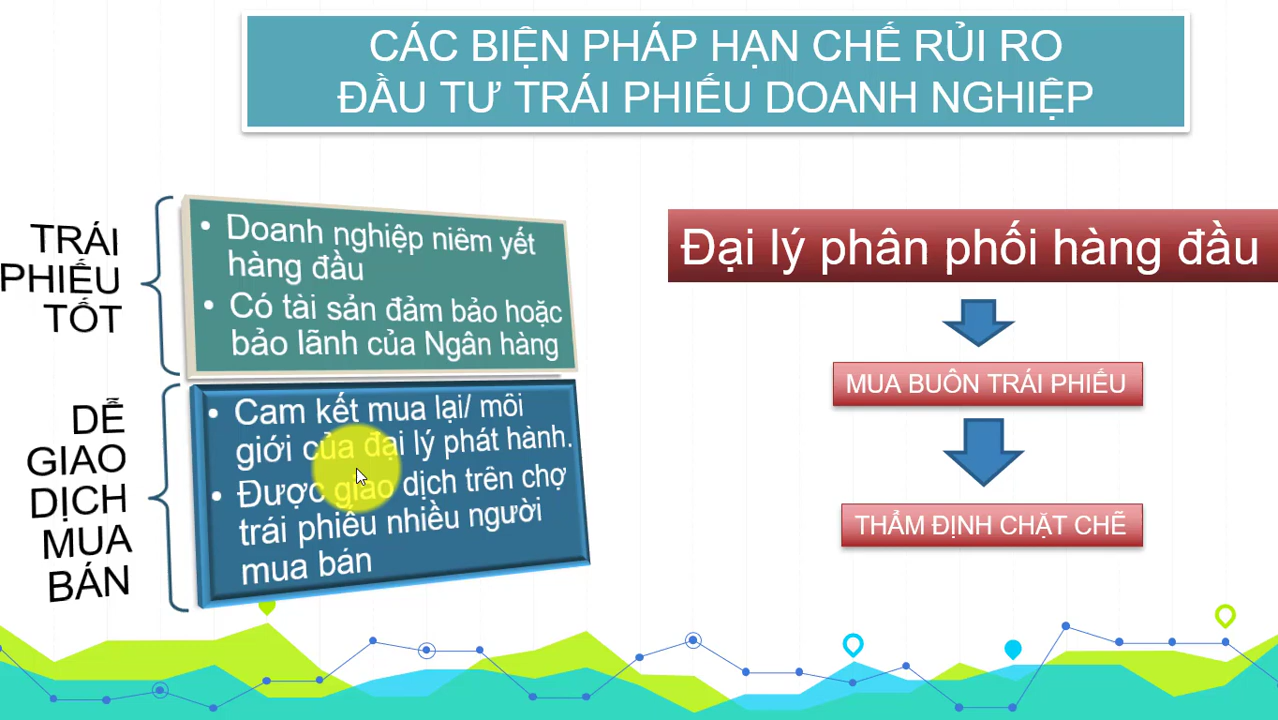 CÁC BIỆN PHÁP HẠN CHẾ RỦI RO
ĐẦU TƯ TRÁI PHIẾU DOANH NGHIỆP
TRÁI
PHIẾU
TỐT
• Doanh nghiệp niêm yết
hàng đầu
• Có tài sản đảm bảo hoặc
bảo lãnh của Ngân hàng
DỄ
GIAO
DỊCH
MUA
BÁN
• Cam kết mua lại/ môi
giới của đại lý phát hành.
• Được giao dịch trên chợ
trái phiếu nhiều người
mua bán
Đại lý phân phối hàng đầu
MUA BUÔN TRÁI PHIẾU
THẨM ĐỊNH CHẶT CHẼ